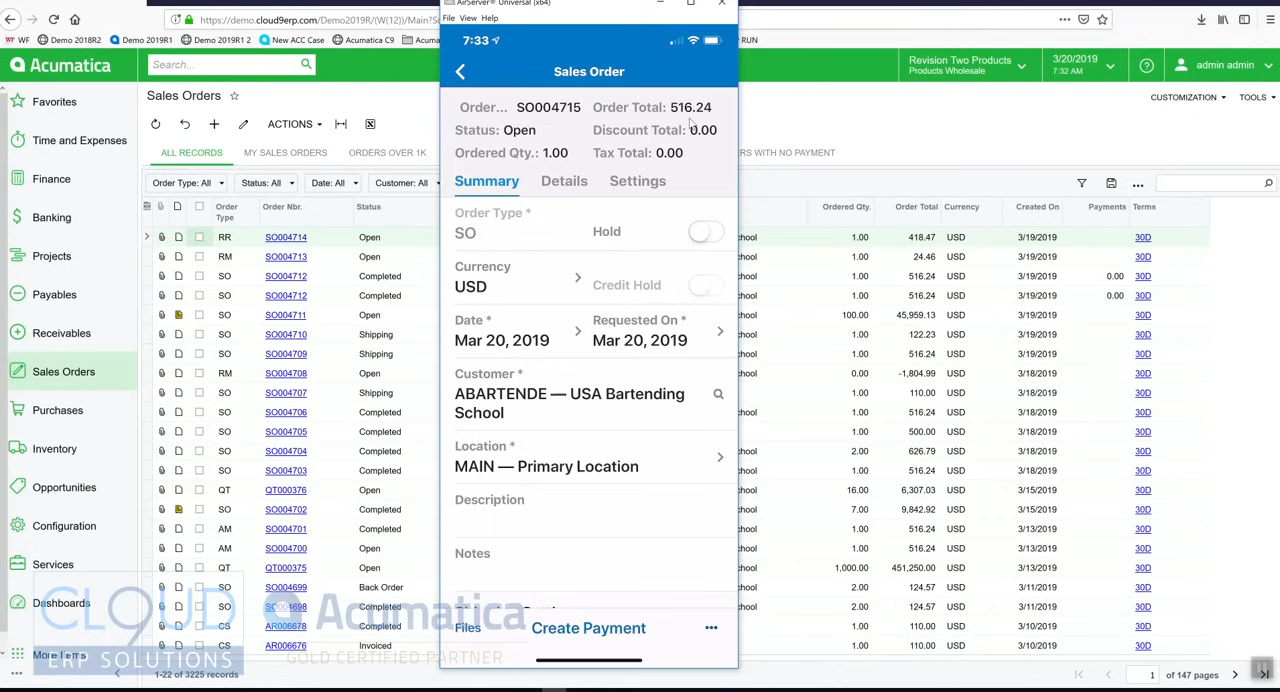 AirServer® Universal (x64)
https://demo.cloud9erp.com/Demo2019R/(W(12))/Main?S
File View Help
WF Demo 2018R2 Demo 2019R1 Demo 2019R1 2 New ACC Case Acumatica C9 Acuma RUN
7:33
Acumatica
Search...
Sales Order
Revision Two Products
Products Wholesale
3/20/2019
7:32 AM
admin admin
Sales Orders
CUSTOMIZATION TOOLS
ACTIONS
ALL RECORDS MY SALES ORDERS ORDERS OVER 1K RS WITH NO PAYMENT
Order Type: All Status: All Date: All Customer: All
Order... SO004715 Order Total: 516.24
Status: Open Discount Total: 0.00
Ordered Qty.: 1.00 Tax Total: 0.00
Summary Details Settings
Order Type *
SO
Hold
Currency
USD
Credit Hold
Date *
Mar 20, 2019
Requested On *
Mar 20, 2019
Customer *
ABARTENDE — USA Bartending
School
Location *
MAIN — Primary Location
Description
Notes
Files Create Payment ...
Favorites
Time and Expenses
Finance
Banking
Projects
Payables
Receivables
Sales Orders
Purchases
Inventory
Opportunities
Configuration
Services
Dashboards
More Items
Order Type Order Nbr. Status Ordered Qty. Order Total Currency Created On Payments Terms
RR SO004714 Open chool 1.00 418.47 USD 3/19/2019 30D
RM SO004713 Open chool 1.00 24.46 USD 3/19/2019 30D
SO SO004712 Completed chool 1.00 516.24 USD 3/19/2019 0.00 30D
SO SO004712 Completed chool 1.00 516.24 USD 3/19/2019 0.00 30D
SO SO004711 Open chool 100.00 45,959.13 USD 3/19/2019 30D
SO SO004710 Shipping 1.00 122.23 USD 3/19/2019 30D
SO SO004709 Shipping chool 1.00 516.24 USD 3/19/2019 30D
RM SO004708 Open chool 0.00 -1,804.99 USD 3/18/2019 30D
SO SO004707 Shipping chool 1.00 110.00 USD 3/18/2019 30D
SO SO004706 Completed chool 1.00 516.24 USD 3/18/2019 30D
SO SO004705 Completed 1.00 500.00 USD 3/18/2019 30D
SO SO004704 Completed chool 2.00 626.79 USD 3/18/2019 30D
SO SO004703 Completed chool 1.00 516.24 USD 3/18/2019 30D
QT QT000376 Open chool 16.00 6,307.03 USD 3/15/2019 30D
SO SO004702 Completed chool 7.00 9,842.92 USD 3/15/2019 30D
AM SO004701 Completed chool 1.00 516.24 USD 3/13/2019 30D
AM SO004700 Open chool 1.00 516.24 USD 3/13/2019 30D
QT QT000375 Open chool 1,000.00 451,250.00 USD 3/13/2019 30D
SO SO004699 Back Order chool 2.00 124.57 USD 3/11/2019 30D
SO SO004698 Completed chool 2.00 124.57 USD 3/11/2019 30D
CS AR006678 Completed chool 1.00 110.00 USD 3/11/2019 30D
CS AR006676 Invoiced chool 1.00 110.00 USD 3/11/2019 30D
1-22 of 3225 records
1 of 147 pages
CLOUD9
ERP SOLUTIONS
Acumatica
GOLD CERTIFIED PARTNER